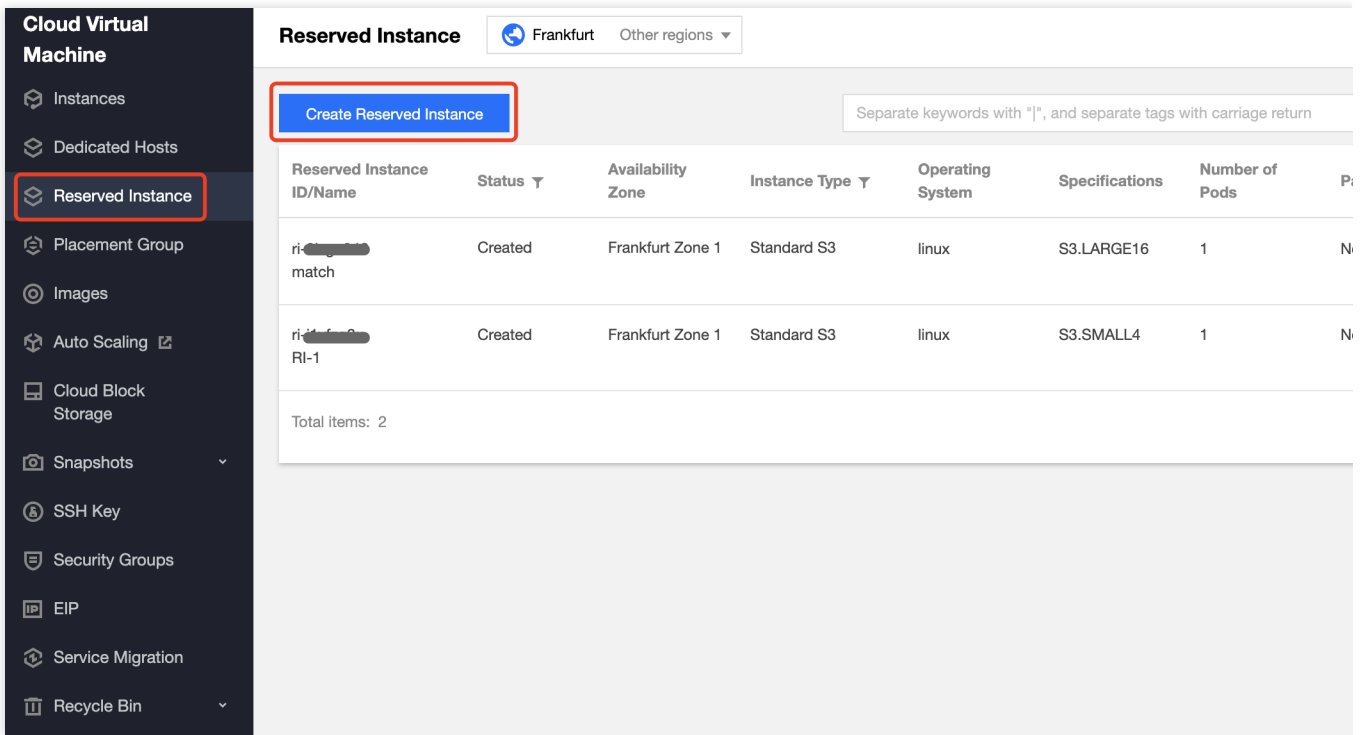 Cloud Virtual
Machine
Instances
Dedicated Hosts
Reserved Instance
Placement Group
Images
Auto Scaling
Cloud Block
Storage
Snapshots
SSH Key
Security Groups
EIP
Service Migration
Recycle Bin
Reserved Instance
Frankfurt Other regions
Create Reserved Instance
Separate keywords with "|", and separate tags with carriage return
Reserved Instance
ID/Name
Status
Availability
Zone
Instance Type
Operating
System
Specifications
Number of
Pods
ri-
match
Created
Frankfurt Zone 1
Standard S3
linux
S3.LARGE16
1
ri-
RI-1
Created
Frankfurt Zone 1
Standard S3
linux
S3.SMALL4
1
Total items: 2